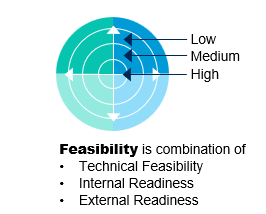 Low
Medium
High
Feasibility is combination of
• Technical Feasibility
• Internal Readiness
• External Readiness